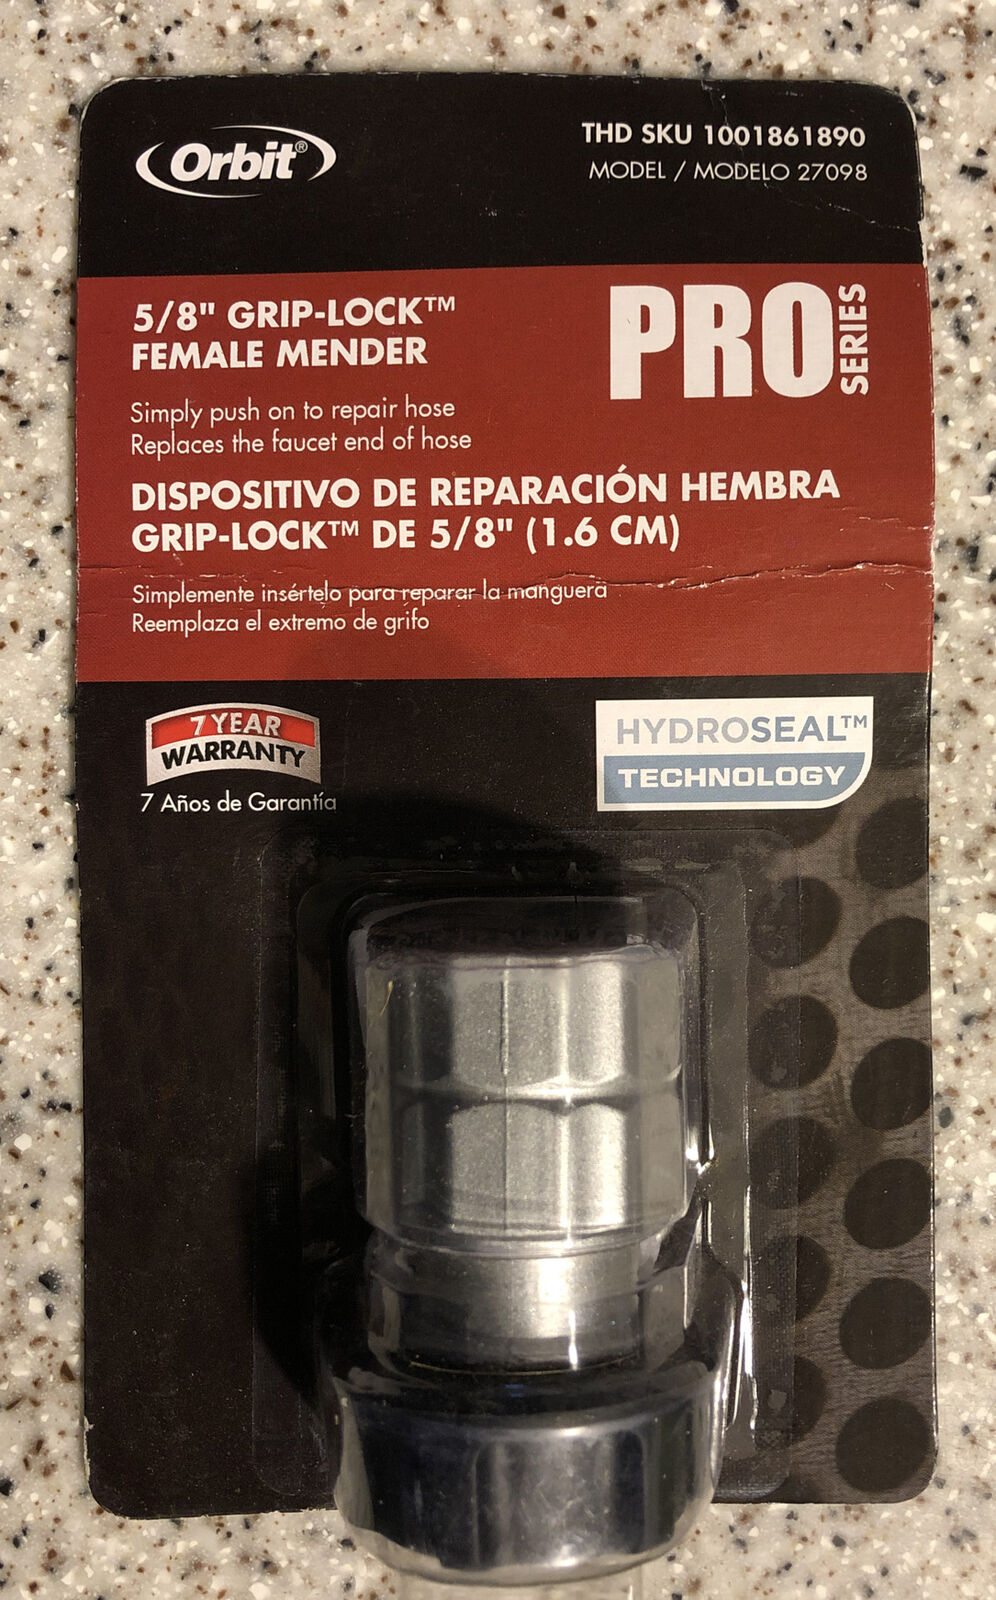 Orbit®
THD SKU 1001861890
MODEL / MODELO 27098
5/8" GRIP-LOCK™
FEMALE MENDER
PRO SERIES
Simply push on to repair hose
Replaces the faucet end of hose
DISPOSITIVO DE REPARACIÓN HEMBRA
GRIP-LOCK™ DE 5/8" (1.6 CM)
Simplemente insértelo para reparar la manguera
Reemplaza el extremo de grifo
7 YEAR
WARRANTY
7 Años de Garantía
HYDROSEAL™
TECHNOLOGY